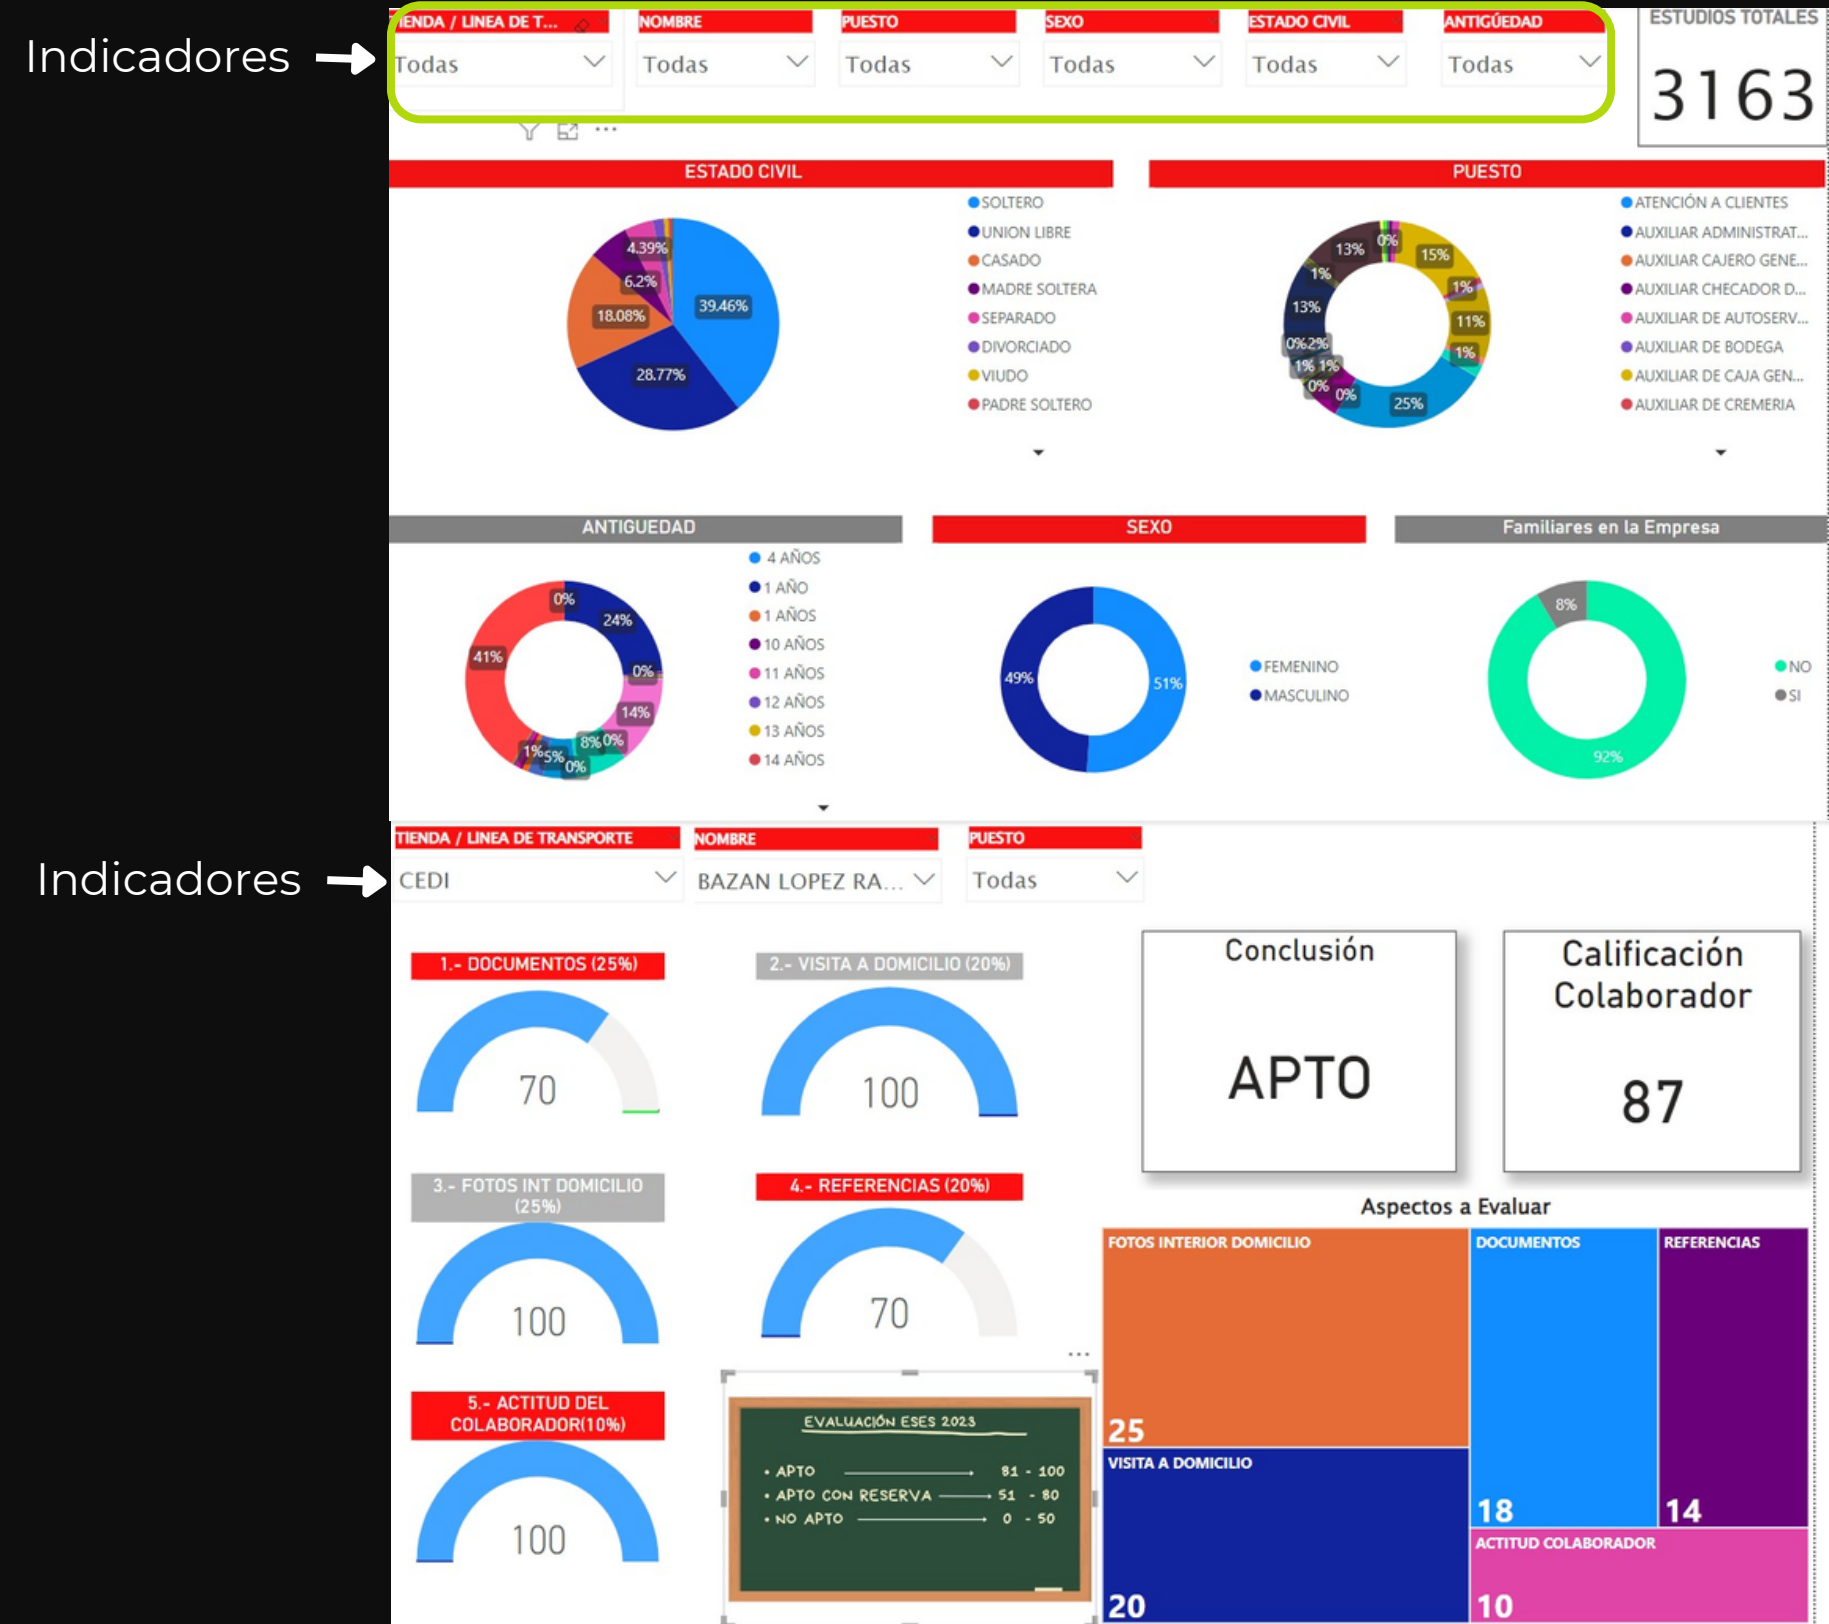 Indicadores
TIENDA / LINEA DE T...
NOMBRE
PUESTO
SEXO
ESTADO CIVIL
ANTIGÚEDAD
ESTUDIOS TOTALES
Todas
Todas
Todas
Todas
Todas
Todas
3163
ESTADO CIVIL
39.46%
28.77%
18.08%
6.2%
4.39%
SOLTERO
UNION LIBRE
CASADO
MADRE SOLTERA
SEPARADO
DIVORCIADO
VIUDO
PADRE SOLTERO
PUESTO
0%
15%
1%
11%
1%
25%
0%
0%
1% 1%
0%2%
13%
1%
13%
ATENCIÓN A CLIENTES
AUXILIAR ADMINISTRAT...
AUXILIAR CAJERO GENE...
AUXILIAR CHECADOR D...
AUXILIAR DE AUTOSERV...
AUXILIAR DE BODEGA
AUXILIAR DE CAJA GEN...
AUXILIAR DE CREMERIA
ANTIGUEDAD
0%
24%
0%
14%
8%0%
0%
5%
1%
41%
4 AÑOS
1 AÑO
1 AÑOS
10 AÑOS
11 AÑOS
12 AÑOS
13 AÑOS
14 AÑOS
SEXO
49%
51%
FEMENINO
MASCULINO
Familiares en la Empresa
8%
92%
NO
SI
Indicadores
TIENDA / LINEA DE TRANSPORTE
NOMBRE
PUESTO
CEDI
BAZAN LOPEZ RA...
Todas
1.- DOCUMENTOS (25%)
70
2.- VISITA A DOMICILIO (20%)
100
Conclusión
APTO
Calificación
Colaborador
87
3.- FOTOS INT DOMICILIO
(25%)
100
4.- REFERENCIAS (20%)
70
5.- ACTITUD DEL
COLABORADOR(10%)
100
EVALUACIÓN ESES 2023
• APTO 81 - 100
• APTO CON RESERVA 51 - 80
• NO APTO 0 - 50
Aspectos a Evaluar
FOTOS INTERIOR DOMICILIO
25
DOCUMENTOS
18
REFERENCIAS
14
VISITA A DOMICILIO
20
ACTITUD COLABORADOR
10